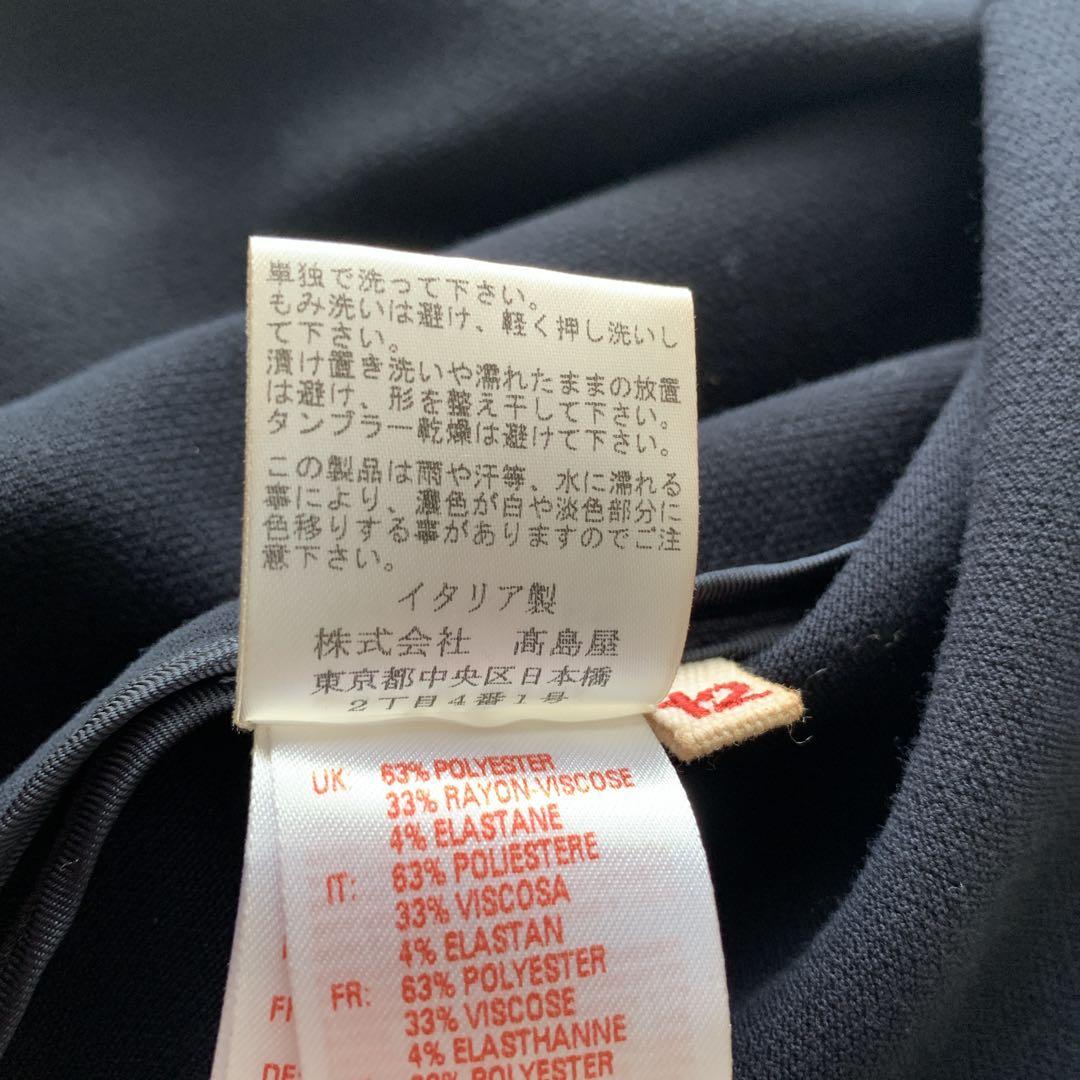 単独で洗って下さい。
もみ洗いは避け、軽く押し洗いし
て下さい。
漬け置き洗いや濡れたままの放置
は避け、形を整え干して下さい。
タンブラー乾燥は避けて下さい。
この製品は雨や汗等、水に濡れる
事により、濃色が白や淡色部分に
色移りする事がありますのでご注
意下さい。
イタリア製
株式会社 髙島屋
東京都中央区日本橋
2丁目4番1号
UK: 63% POLYESTER
33% RAYON-VISCOSE
4% ELASTANE
IT: 63% POLIESTERE
33% VISCOSA
4% ELASTAN
FR: 63% POLYESTER
33% VISCOSE
4% ELASTHANNE
POLYESTER